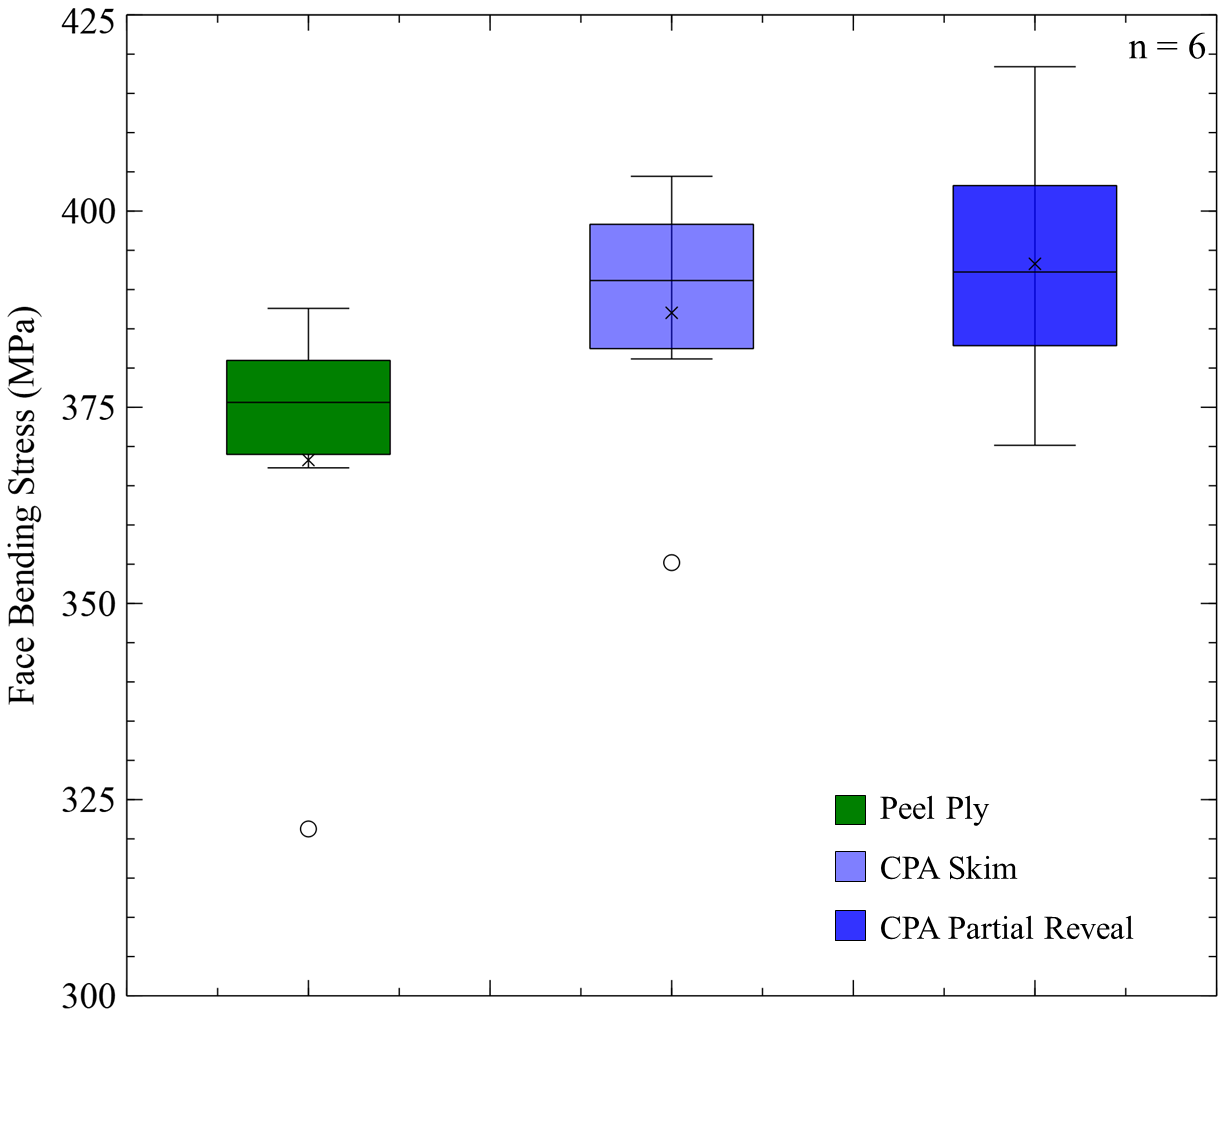 425
n = 6
400
375
350
325
300
Face Bending Stress (MPa)
Peel Ply
CPA Skim
CPA Partial Reveal